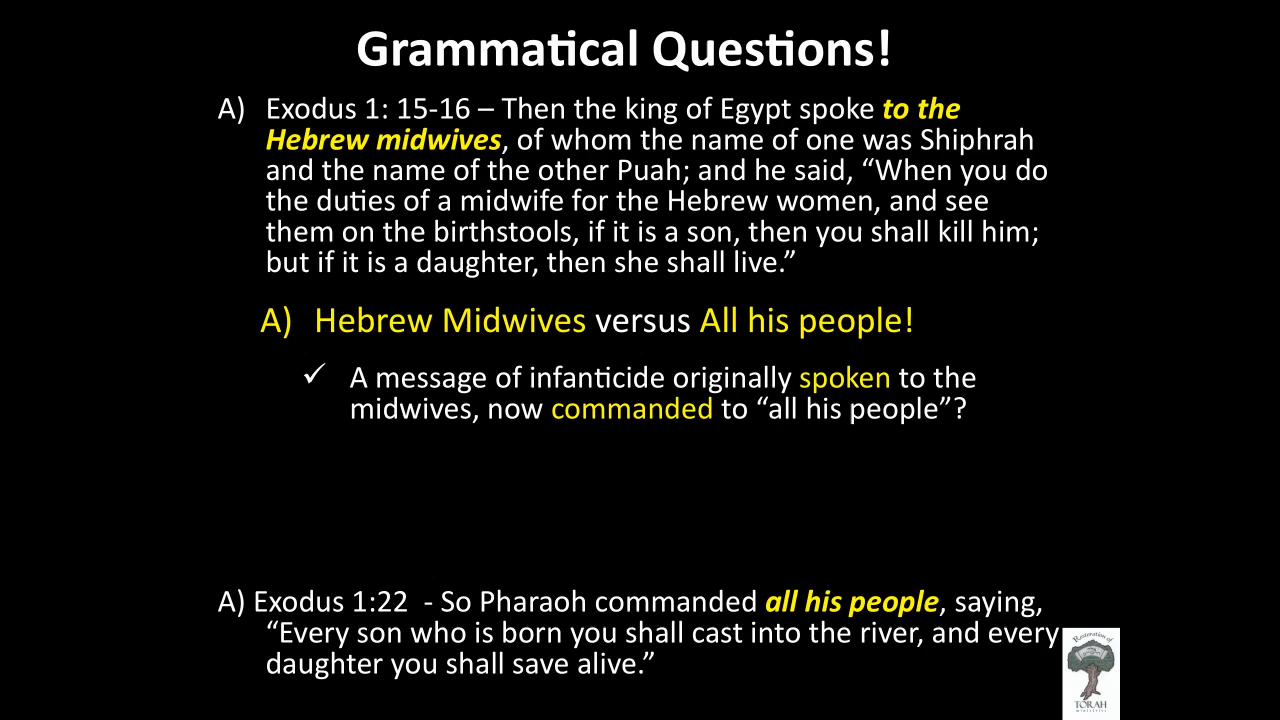 Grammatical Questions!
A) Exodus 1: 15-16 – Then the king of Egypt spoke to the
Hebrew midwives, of whom the name of one was Shiphrah
and the name of the other Puah; and he said, “When you do
the duties of a midwife for the Hebrew women, and see
them on the birthstools, if it is a son, then you shall kill him;
but if it is a daughter, then she shall live.”
A) Hebrew Midwives versus All his people!
✓ A message of infanticide originally spoken to the
midwives, now commanded to “all his people”?
A) Exodus 1:22 - So Pharaoh commanded all his people, saying,
“Every son who is born you shall cast into the river, and every
daughter you shall save alive.”
Restoration of
TORAH
ministries